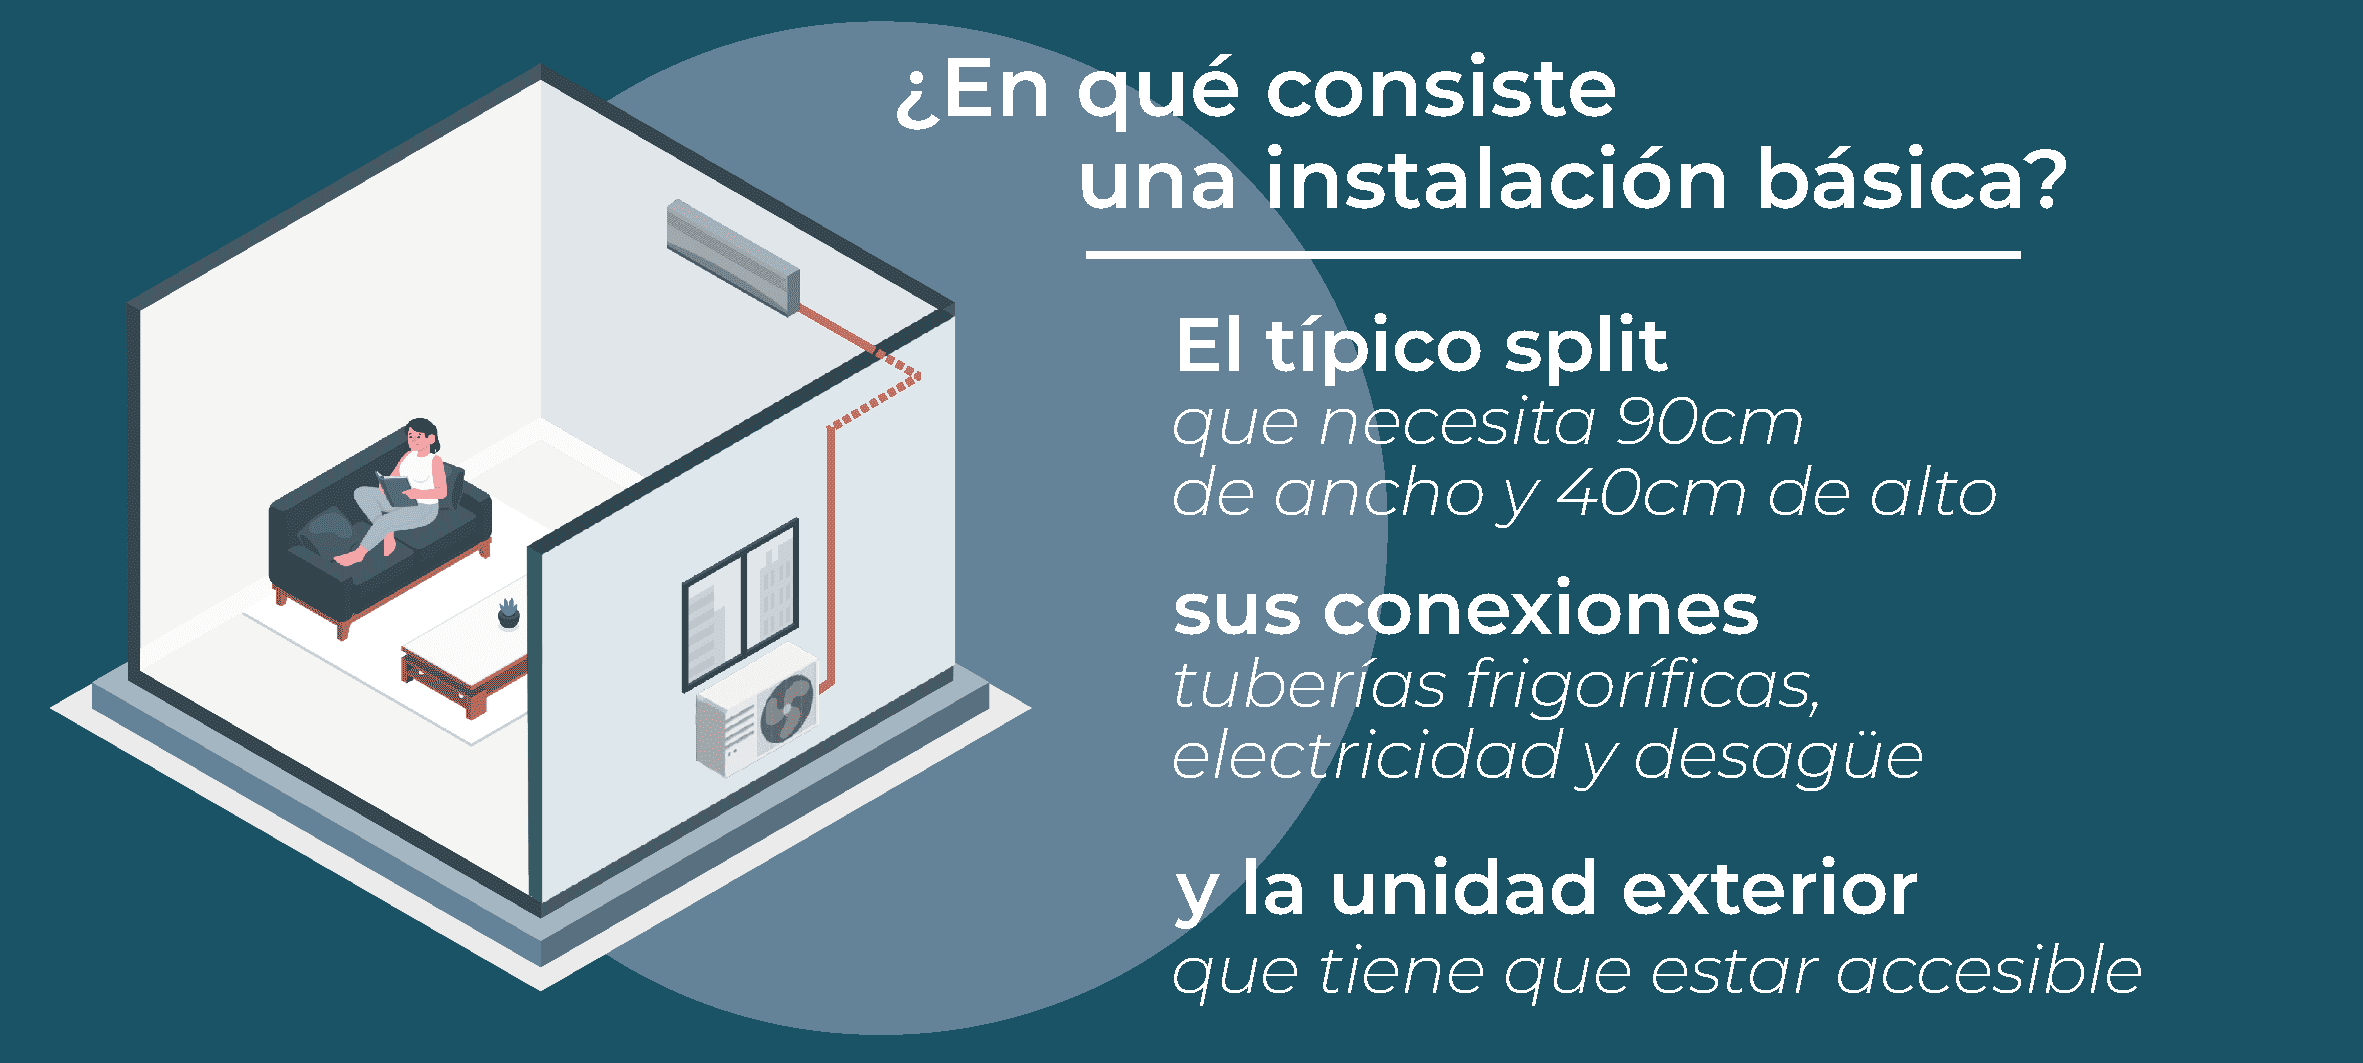 ¿En qué consiste
una instalación básica?
El típico split
que necesita 90cm
de ancho y 40cm de alto
sus conexiones
tuberías frigoríficas,
electricidad y desagüe
y la unidad exterior
que tiene que estar accesible